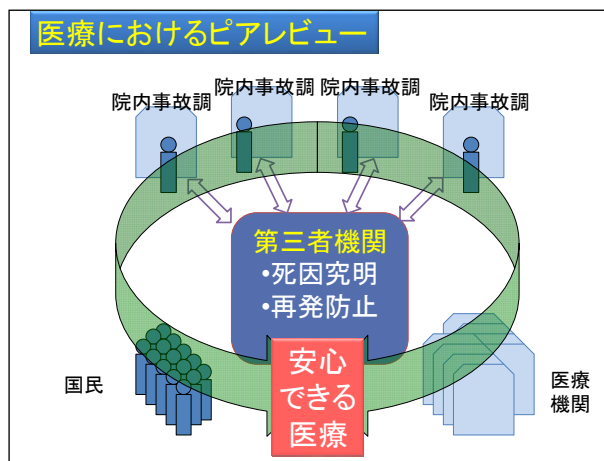 医療におけるピアレビュー
院内事故調
院内事故調
院内事故調
院内事故調
第三者機関
•死因究明
•再発防止
安心
できる
医療
国民
医療
機関